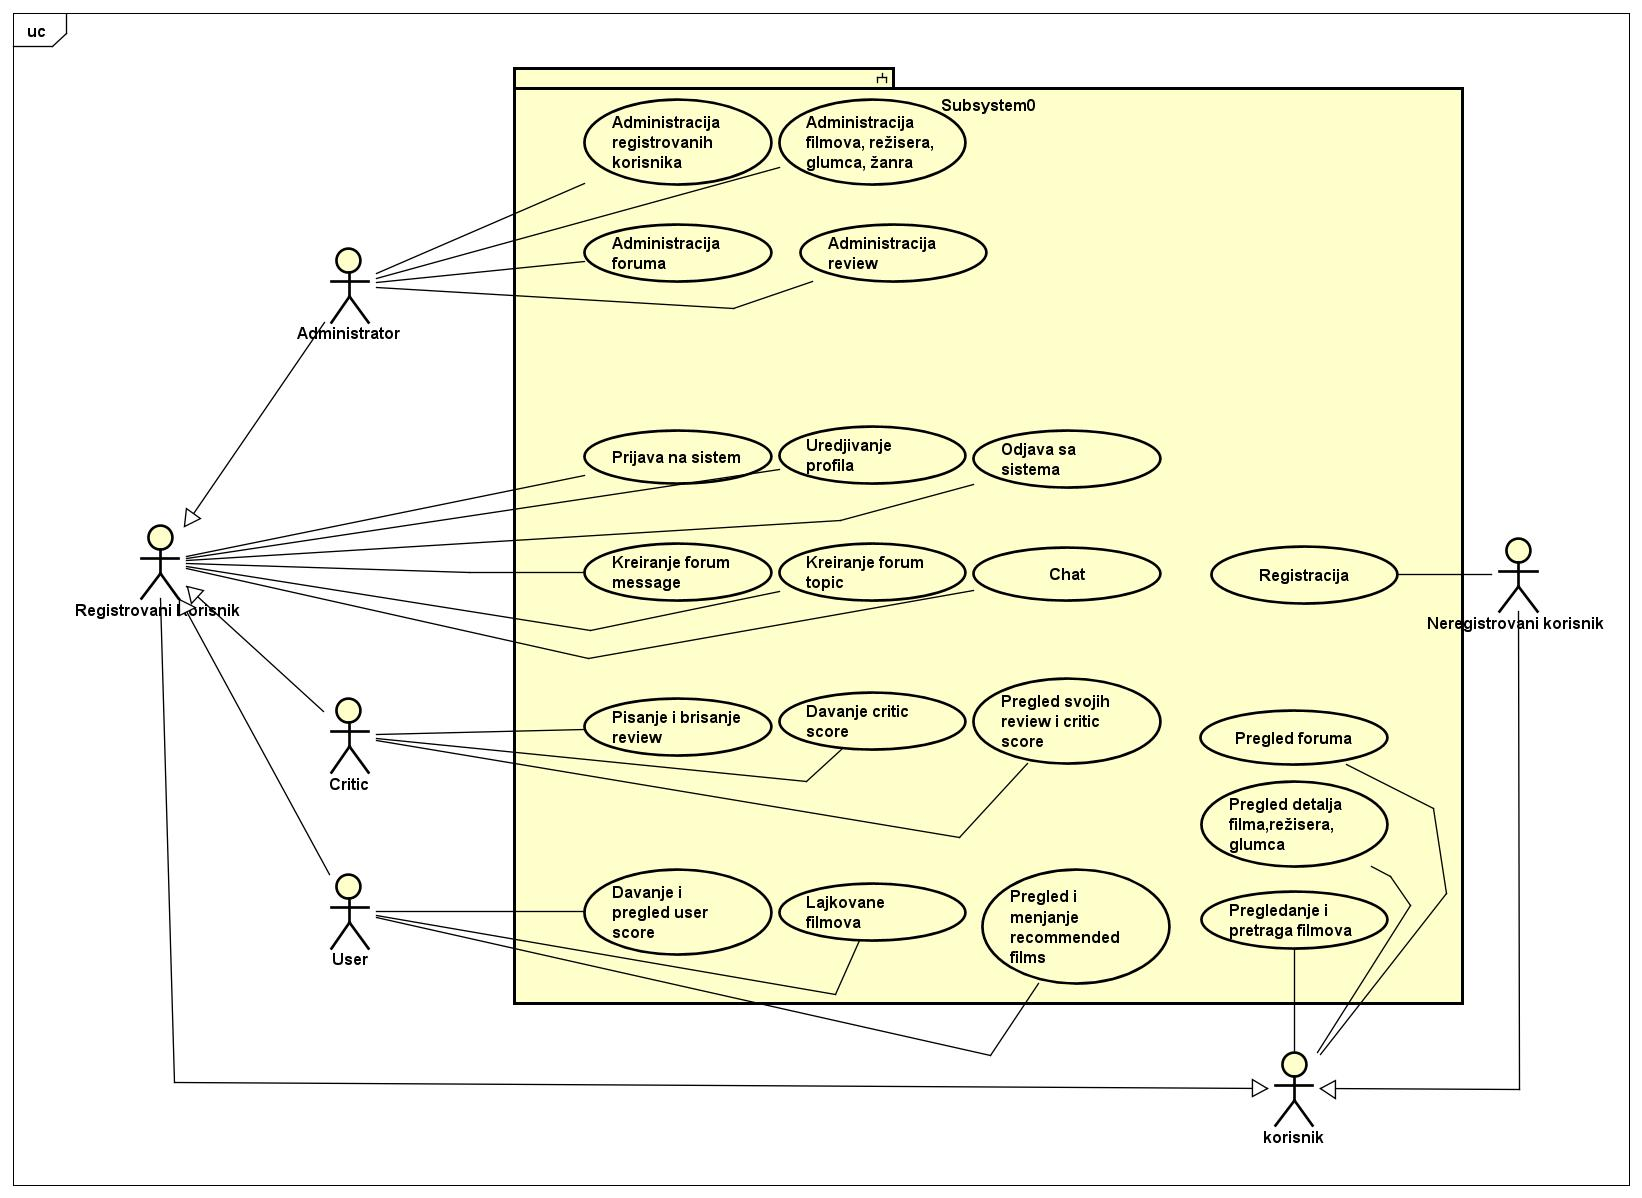 uc
Subsystem0
Administracija
registrovanih
korisnika
Administracija
filmova, režisera,
glumca, žanra
Administracija
foruma
Administracija
review
Administrator
Prijava na sistem
Uredjivanje
profila
Odjava sa
sistema
Kreiranje forum
message
Kreiranje forum
topic
Chat
Registracija
Registrovani korisnik
Neregistrovani korisnik
Pisanje i brisanje
review
Davanje critic
score
Pregled svojih
review i critic
score
Pregled foruma
Critic
Pregled detalja
filma,režisera,
glumca
Davanje i
pregled user
score
Lajkovane
filmova
Pregled i
menjanje
recommended
films
Pregledanje i
pretraga filmova
User
korisnik